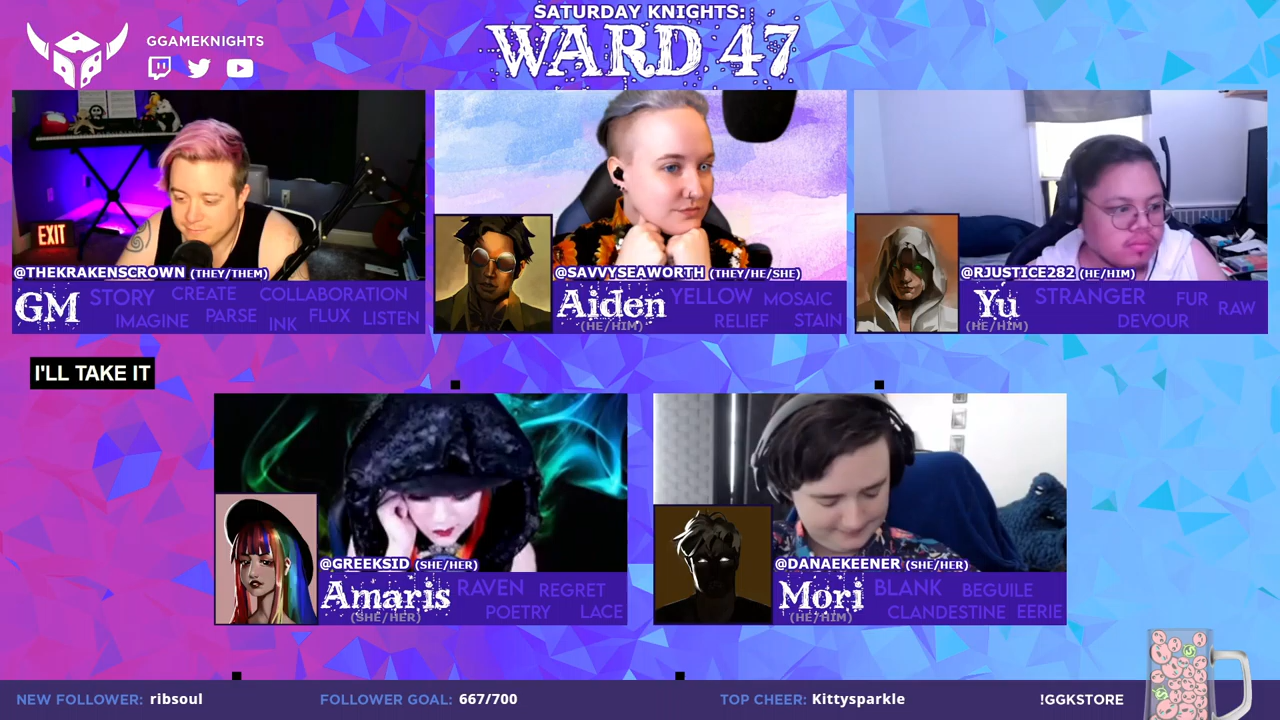 SATURDAY KNIGHTS:
WARD 47
GGAMEKNIGHTS
EXIT
@THEKRAKENSCROWN (THEY/THEM)
GM
STORY CREATE COLLABORATION
IMAGINE PARSE INK FLUX LISTEN
@SAVVYSEAWORTH (THEY/HE/SHE)
Aiden
(HE/HIM)
YELLOW MOSAIC
RELIEF STAIN
@RJUSTICE282 (HE/HIM)
Yu
(HE/HIM)
STRANGER FUR RAW
DEVOUR
I'LL TAKE IT
@GREEKSID (SHE/HER)
Amaris
(SHE/HER)
RAVEN REGRET
POETRY LACE
@DANAEKEENER (SHE/HER)
Mori
(HE/HIM)
BLANK BEGUILE
CLANDESTINE EERIE
NEW FOLLOWER: ribsoul
FOLLOWER GOAL: 667/700
TOP CHEER: Kittysparkle
!GGKSTORE